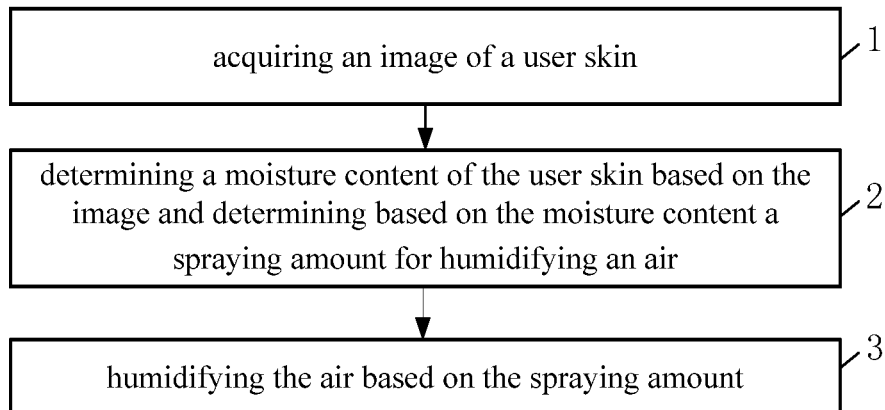 acquiring an image of a user skin
1
determining a moisture content of the user skin based on the
image and determining based on the moisture content a
spraying amount for humidifying an air
2
humidifying the air based on the spraying amount
3